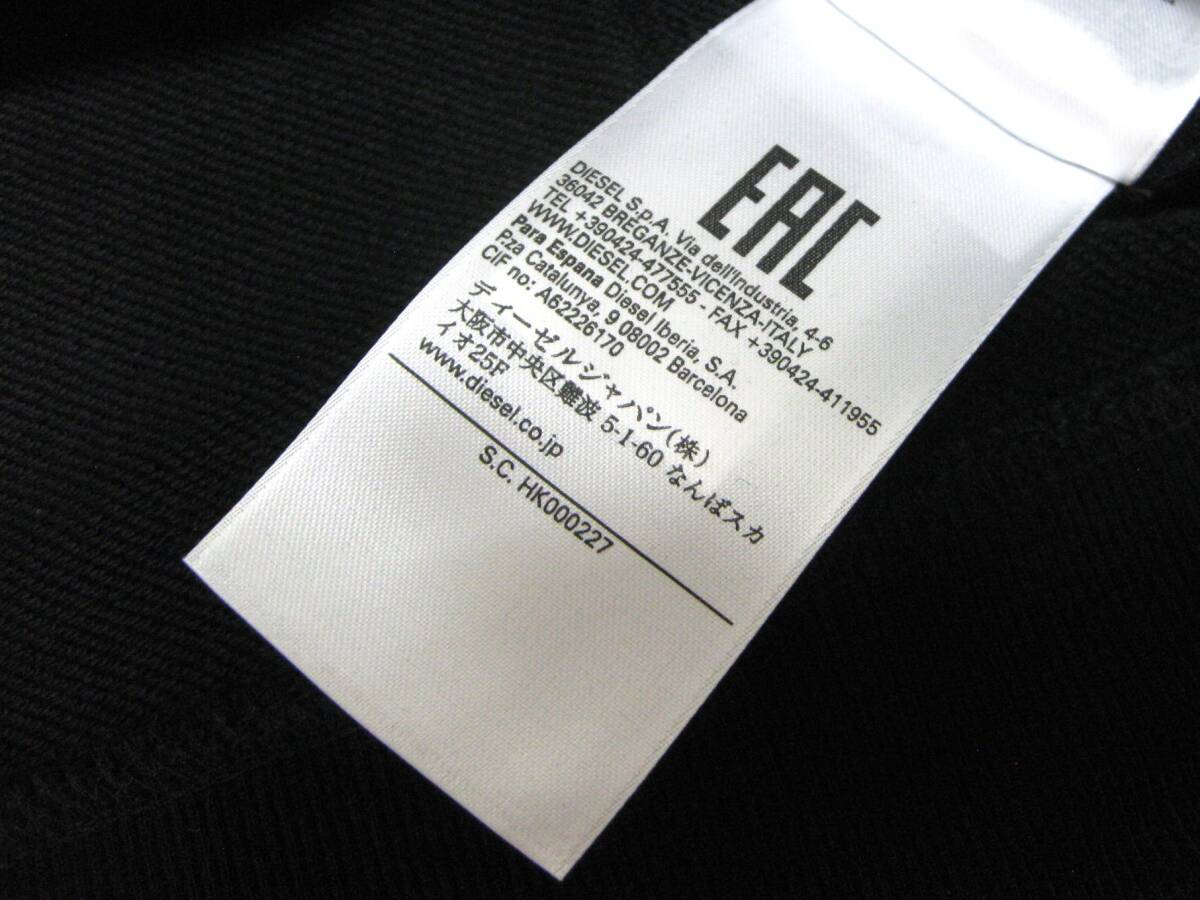 EAC
DIESEL S.p.A. Via dell'Industria, 4-6
36042 BREGANZE-VICENZA-ITALY
TEL +390424-477555 - FAX +390424-411955
WWW.DIESEL.COM
Para Espana Diesel Iberia, S.A.
P.za Catalunya, 9 08002 Barcelona
CIF no: A62226170
ディーゼルジャパン(株)
大阪市中央区難波 5-1-60 なんばスカ
イオ25F
www.diesel.co.jp
S.C. HK000227